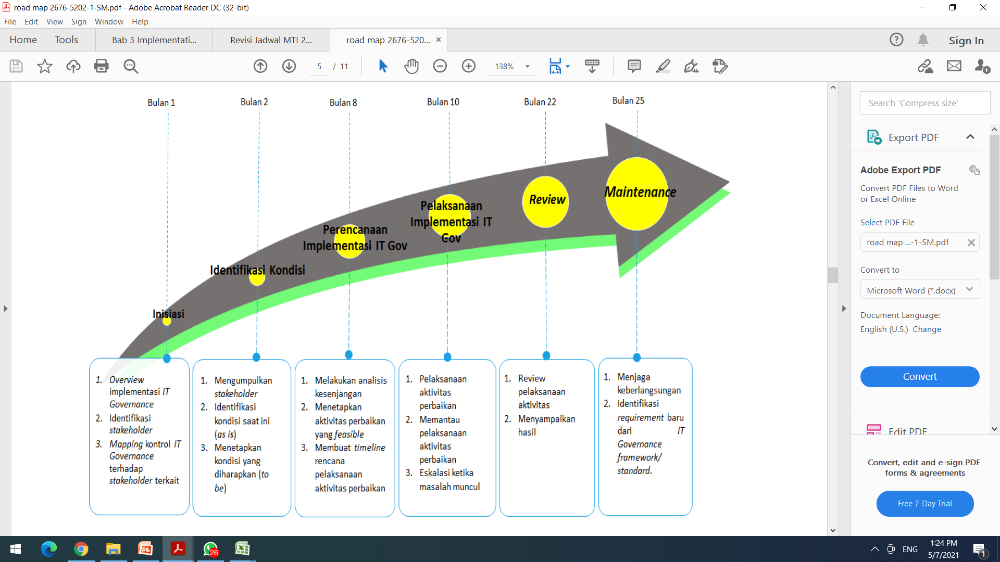 road map 2676-5202-1-SM.pdf - Adobe Acrobat Reader DC (32-bit)
File Edit View Sign Window Help
Home Tools Bab 3 Implementati... Revisi Jadwal MTI 2... road map 2676-520... ×
Sign In
5 / 11
138%
Bulan 1
Bulan 2
Bulan 8
Bulan 10
Bulan 22
Bulan 25
Inisiasi
Identifikasi Kondisi
Perencanaan
Implementasi IT Gov
Pelaksanaan
Implementasi IT
Gov
Review
Maintenance
1. Overview
implementasi IT
Governance
2. Identifikasi
stakeholder
3. Mapping kontrol IT
Governance
terhadap
stakeholder terkait
1. Mengumpulkan
stakeholder
2. Identifikasi
kondisi saat ini
(as is)
3. Menetapkan
kondisi yang
diharapkan (to
be)
1. Melakukan analisis
kesenjangan
2. Menetapkan
aktivitas perbaikan
yang feasible
3. Membuat timeline
rencana
pelaksanaan
aktivitas perbaikan
1. Pelaksanaan
aktivitas
perbaikan
2. Memantau
pelaksanaan
aktivitas
perbaikan
3. Eskalasi ketika
masalah muncul
1. Review
pelaksanaan
aktivitas
2. Menyampaikan
hasil
1. Menjaga
keberlangsungan
2. Identifikasi
requirement baru
dari IT
Governance
framework/
standard.
Search 'Compress size'
Export PDF
Adobe Export PDF
Convert PDF Files to Word
or Excel Online
Select PDF File
road map ...-1-SM.pdf
Convert to
Microsoft Word (*.docx)
Document Language:
English (U.S.) Change
Convert
Edit PDF
Convert, edit and e-sign PDF
forms & agreements
Free 7-Day Trial
26
ENG
1:24 PM
5/7/2021
1